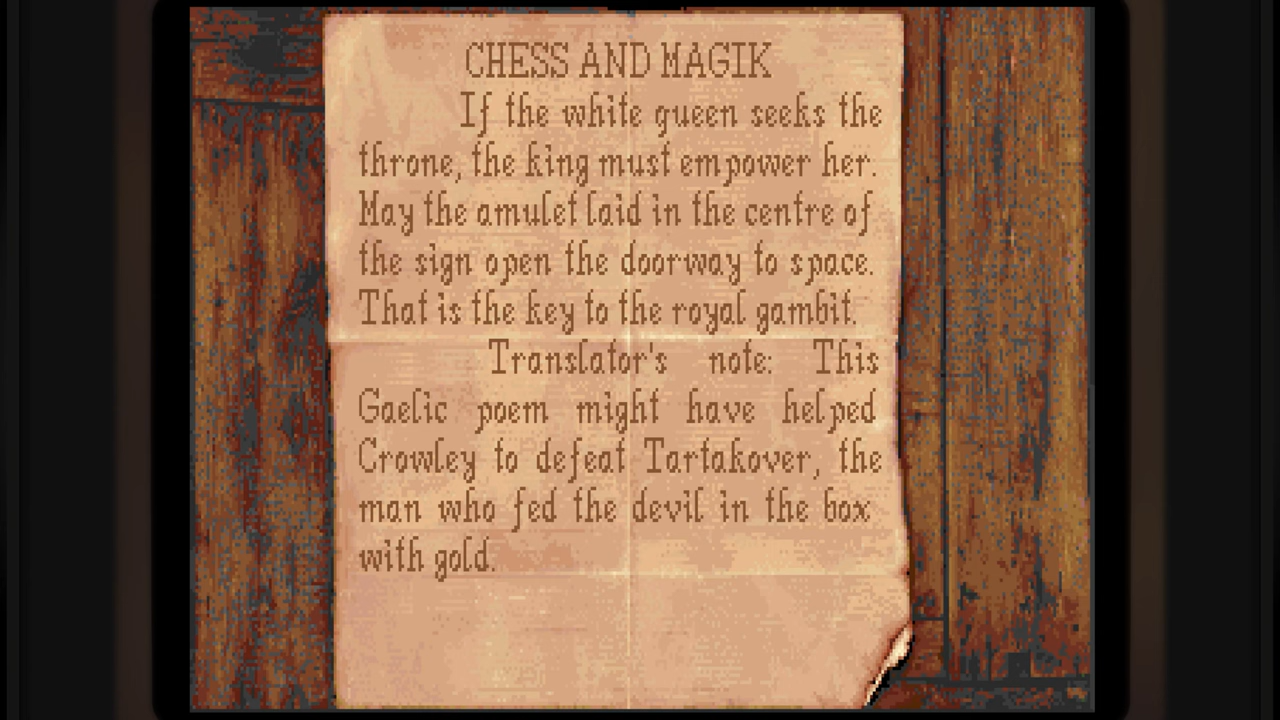 CHESS AND MAGIK
If the white queen seeks the
throne, the king must empower her.
May the amulet laid in the centre of
the sign open the doorway to space.
That is the key to the royal gambit.
Translator's note: This
Gaelic poem might have helped
Crowley to defeat Tartakover, the
man who fed the devil in the box
with gold.